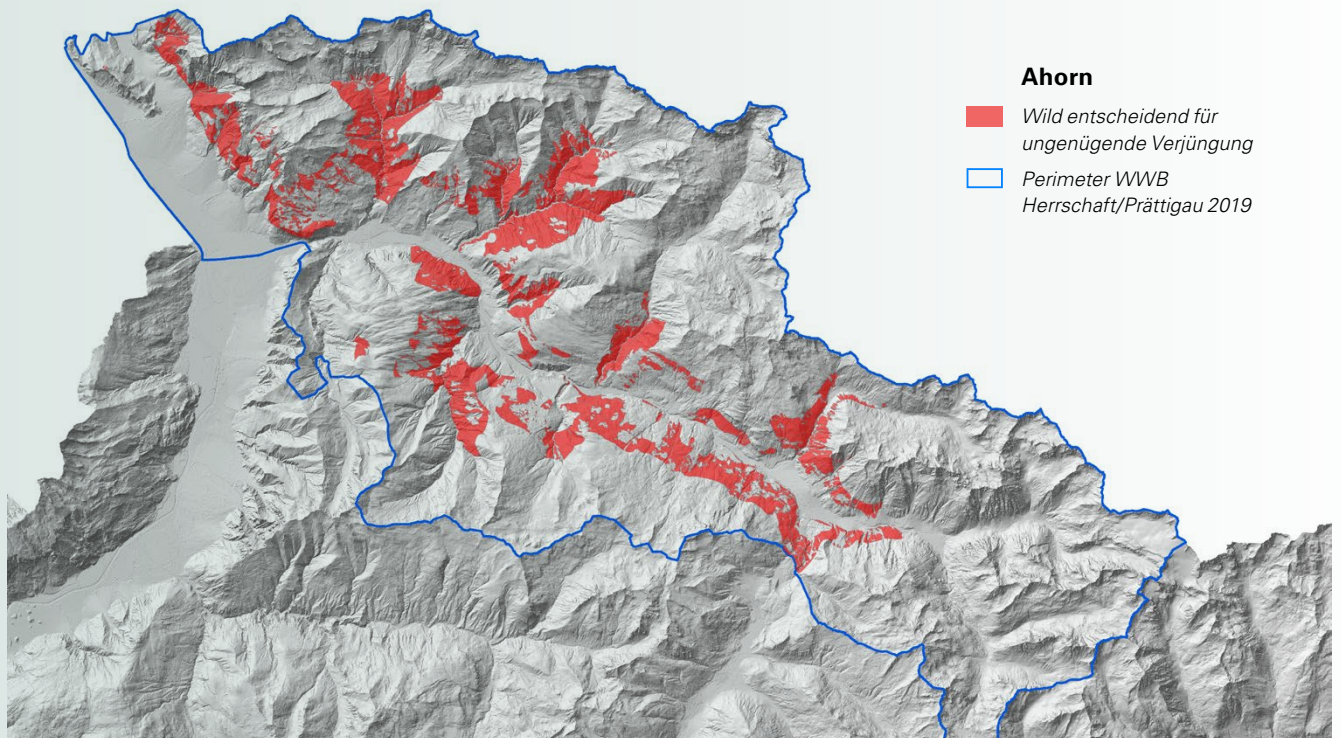 Ahorn
Wild entscheidend für
ungenügende Verjüngung
Perimeter WWB
Herrschaft/Prättigau 2019